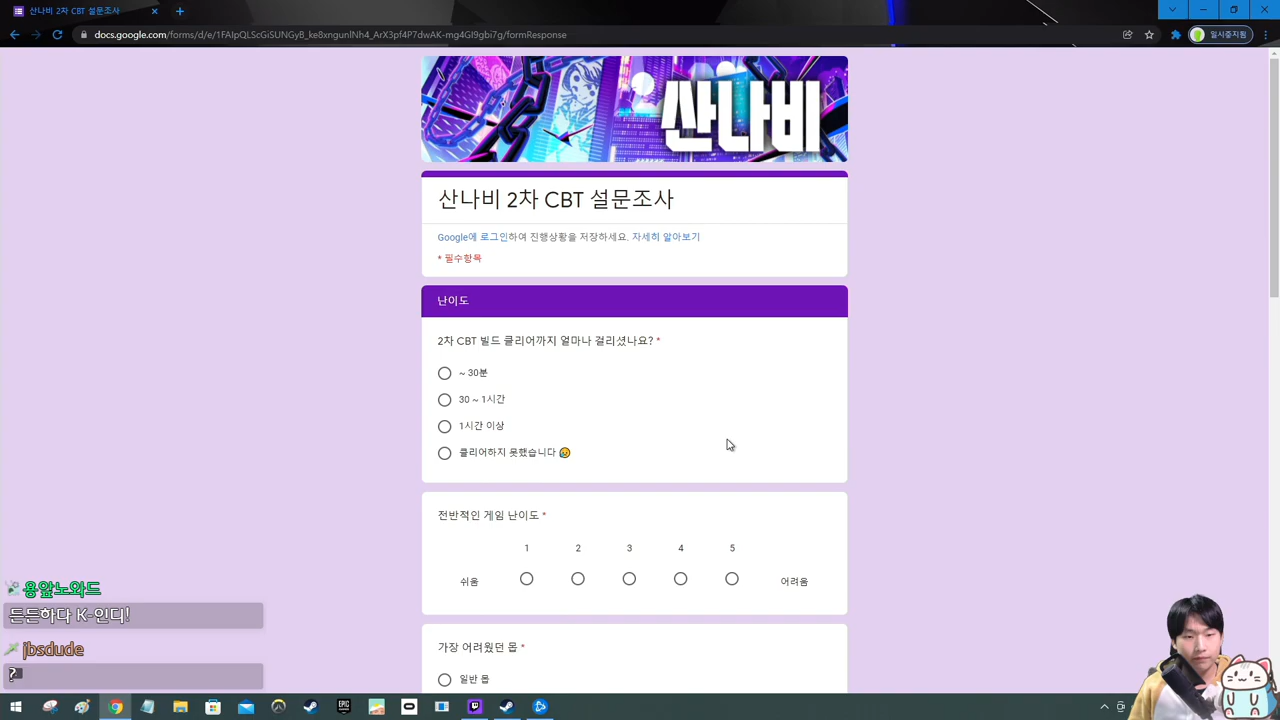 산나비 2차 CBT 설문조사
docs.google.com/forms/d/e/1FAIpQLScGiSUNGyB_ke8xngunlNh4_ArX3pf4P7dwAK-mg4GI9gbi7g/formResponse
일시중지됨
산나비
산나비 2차 CBT 설문조사
Google에 로그인하여 진행상황을 저장하세요. 자세히 알아보기
* 필수항목
난이도
2차 CBT 빌드 클리어까지 얼마나 걸리셨나요? *
~ 30분
30 ~ 1시간
1시간 이상
클리어하지 못했습니다 😥
전반적인 게임 난이도 *
1 2 3 4 5
쉬움 어려움
가장 어려웠던 몹 *
일반 몹
용앞노와드
든든하다 K-인디!
jbsdude
?
EPIC